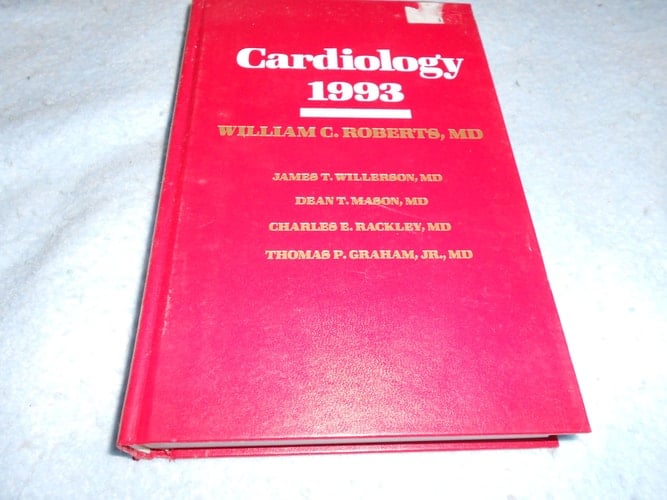 Cardiology
1993
WILLIAM C. ROBERTS, MD
JAMES T. WILLERSON, MD
DEAN T. MASON, MD
CHARLES E. RACKLEY, MD
THOMAS P. GRAHAM, JR., MD